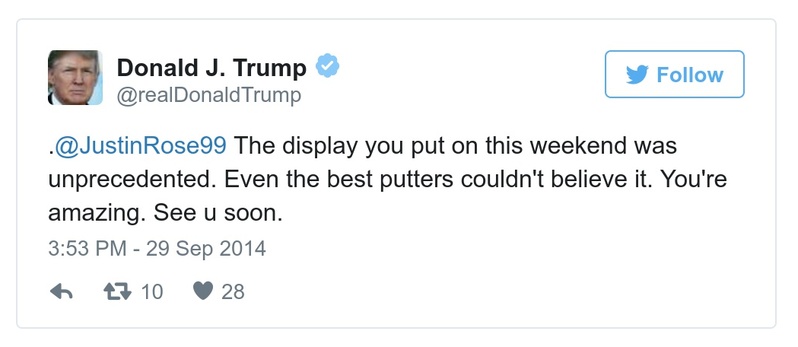 Donald J. Trump
@realDonaldTrump
Follow
.@JustinRose99 The display you put on this weekend was
unprecedented. Even the best putters couldn't believe it. You're
amazing. See u soon.
3:53 PM - 29 Sep 2014
10 28